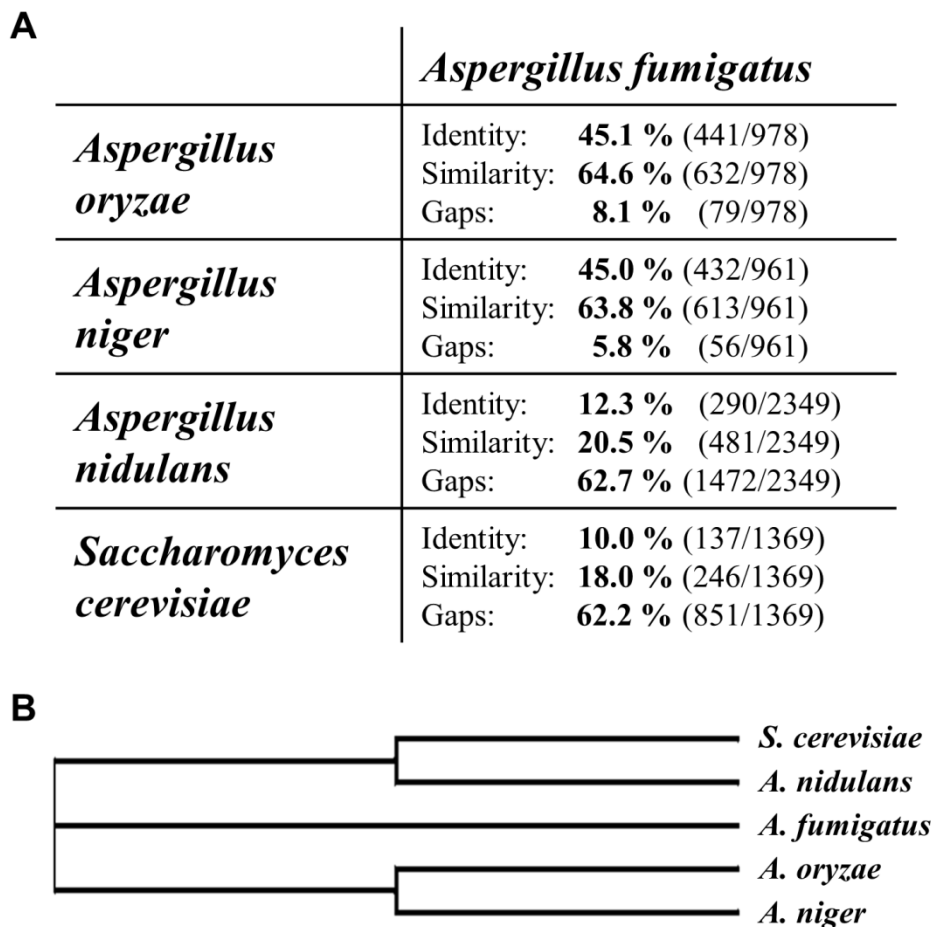 A
Aspergillus fumigatus
Aspergillus
oryzae
Identity: 45.1 % (441/978)
Similarity: 64.6 % (632/978)
Gaps: 8.1 % (79/978)
Aspergillus
niger
Identity: 45.0 % (432/961)
Similarity: 63.8 % (613/961)
Gaps: 5.8 % (56/961)
Aspergillus
nidulans
Identity: 12.3 % (290/2349)
Similarity: 20.5 % (481/2349)
Gaps: 62.7 % (1472/2349)
Saccharomyces
cerevisiae
Identity: 10.0 % (137/1369)
Similarity: 18.0 % (246/1369)
Gaps: 62.2 % (851/1369)
B
S. cerevisiae
A. nidulans
A. fumigatus
A. oryzae
A. niger